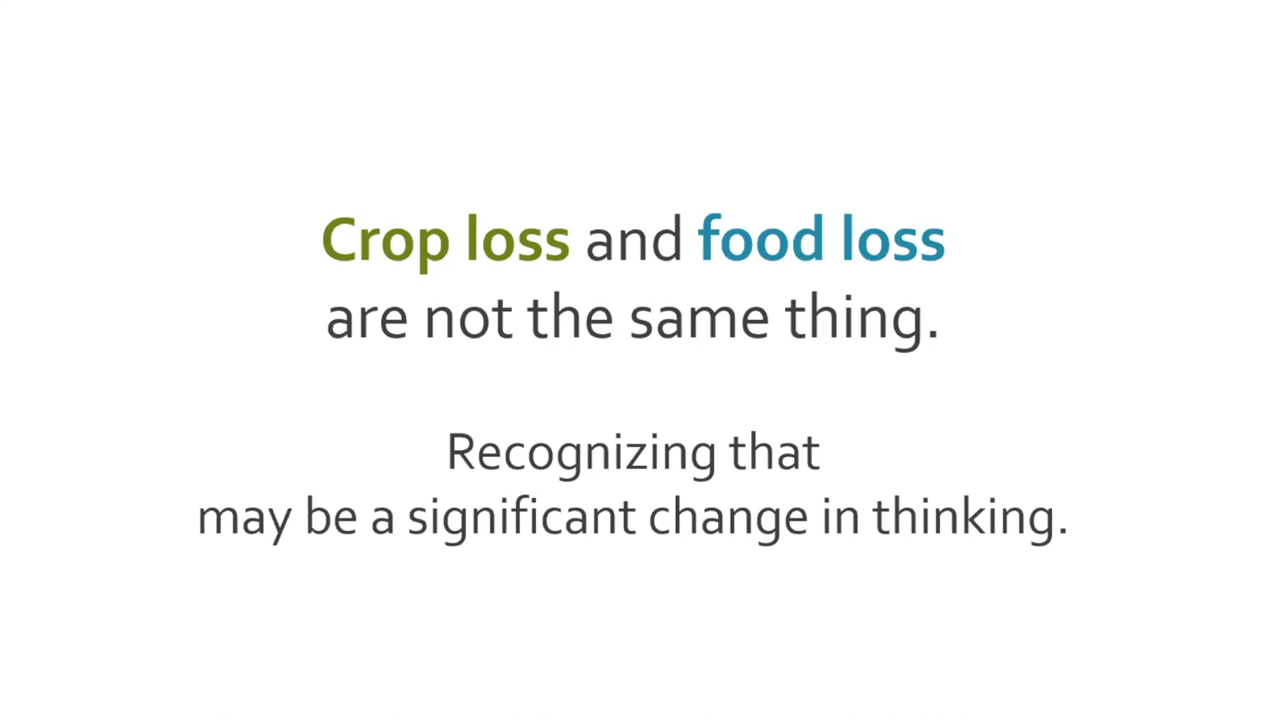 Crop loss and food loss
are not the same thing.
Recognizing that
may be a significant change in thinking.